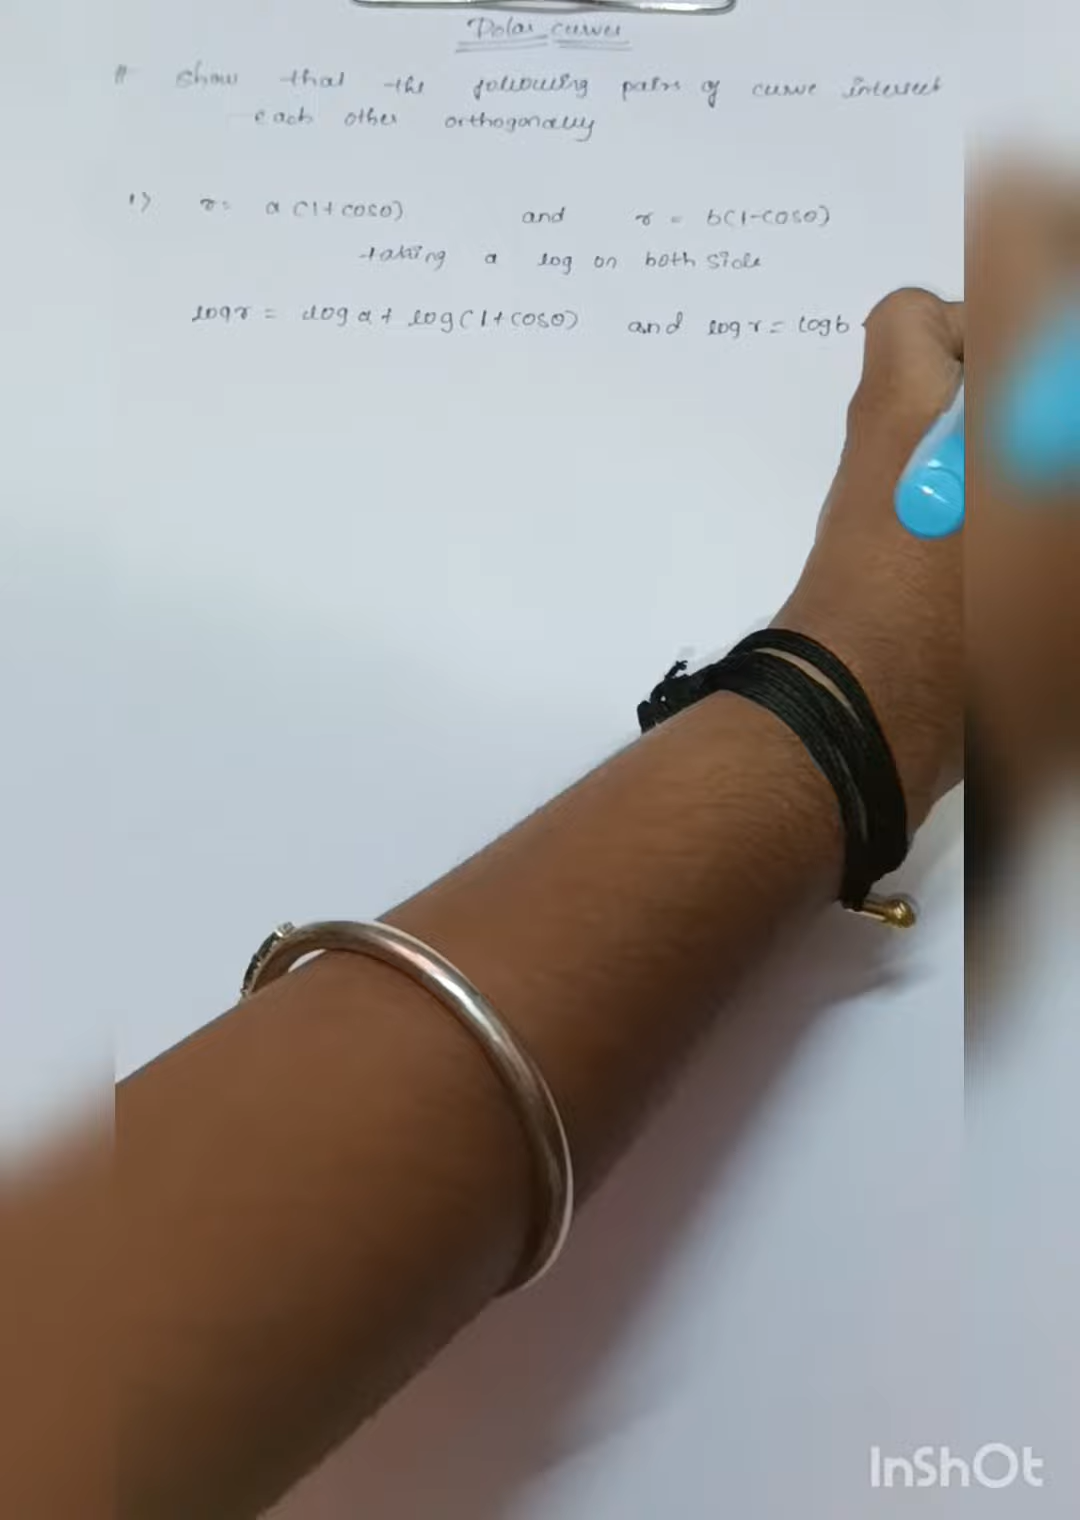 Polar curves
# show that the following pairs of curve intersect
each other orthogonally
1) r = a(1+cosθ) and r = b(1-cosθ)
taking a log on both side
logr = log a + log(1+cosθ) and log r = logb
InShOt